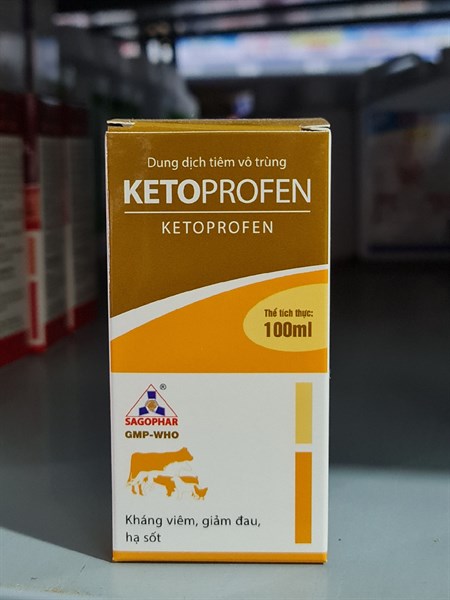 Dung dịch tiêm vô trùng
KETOPROFEN
KETOPROFEN
Thể tích thực:
100ml
®
SAGOPHAR
GMP-WHO
Kháng viêm, giảm đau,
hạ sốt